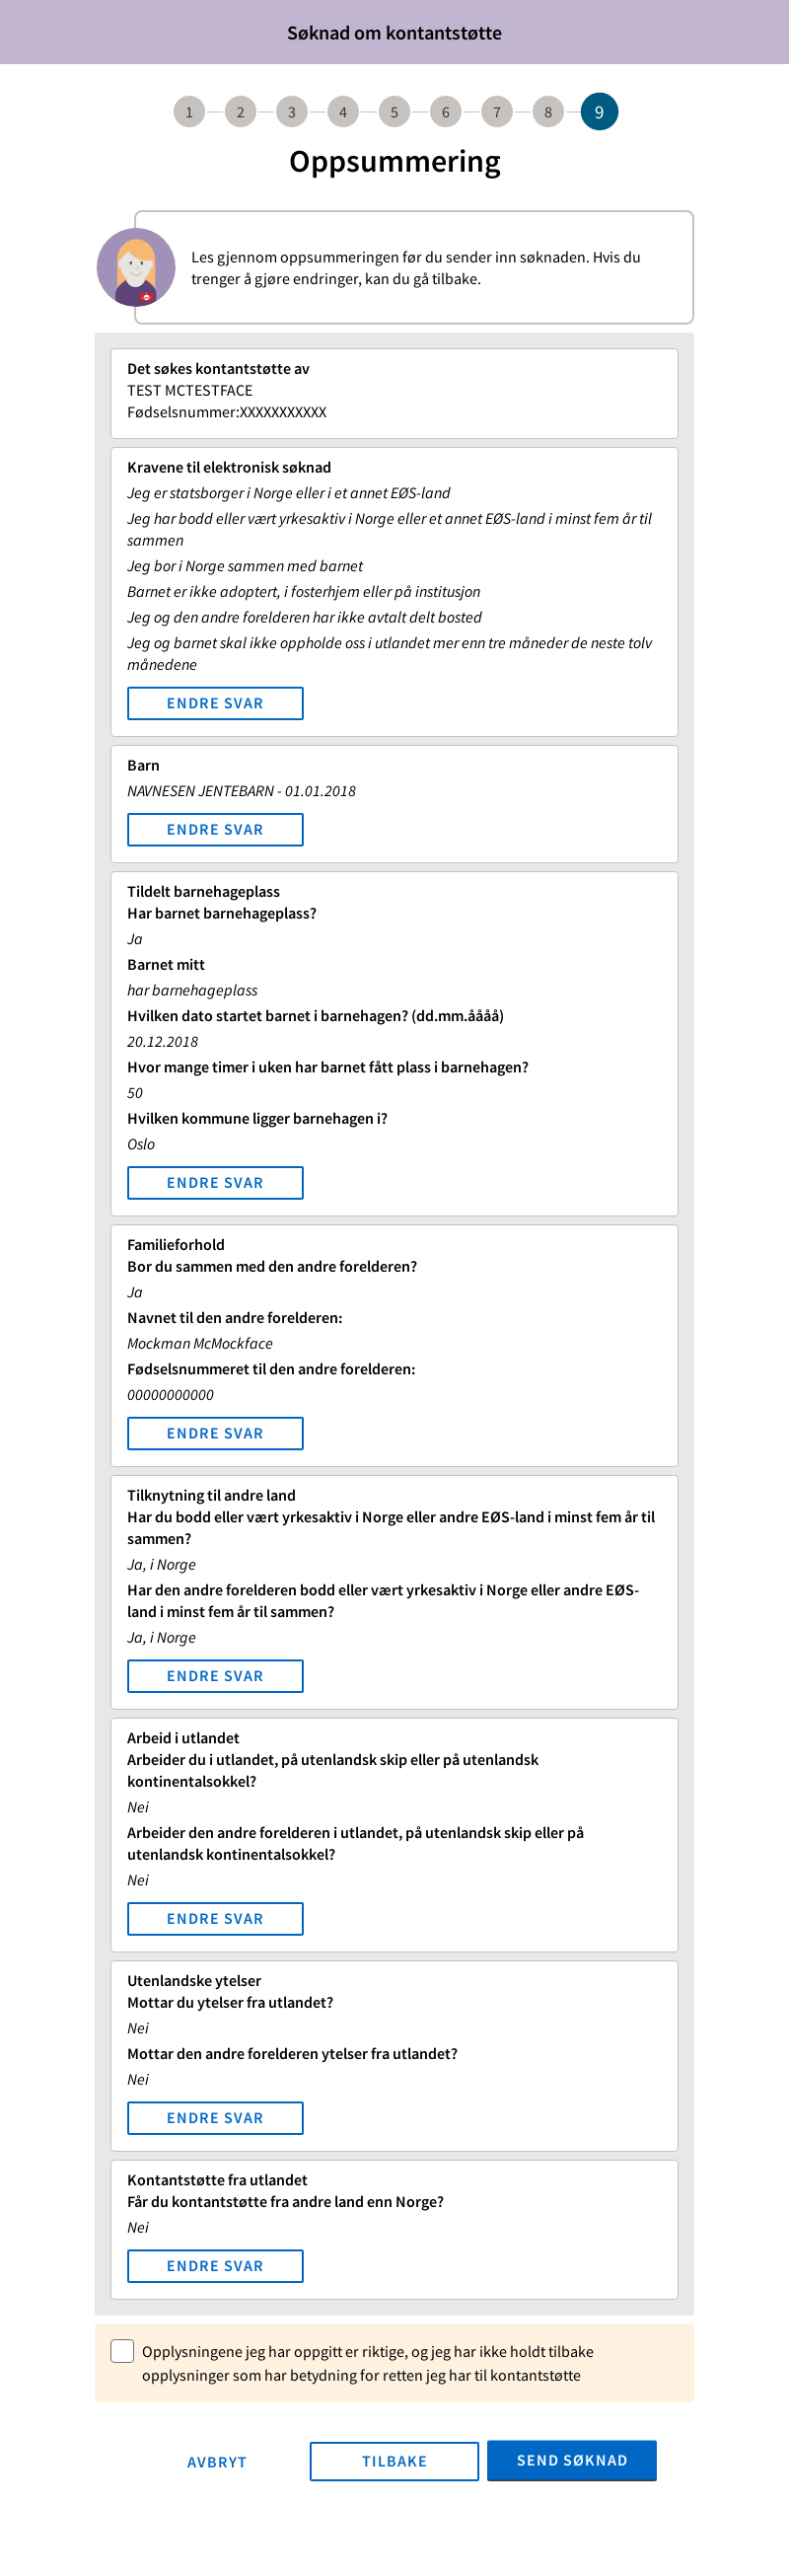 Søknad om kontantstøtte
1 2 3 4 5 6 7 8 9
Oppsummering
Les gjennom oppsummeringen før du sender inn søknaden. Hvis du
trenger å gjøre endringer, kan du gå tilbake.
Det søkes kontantstøtte av
TEST MCTESTFACE
Fødselsnummer:XXXXXXXXXXX
Kravene til elektronisk søknad
Jeg er statsborger i Norge eller i et annet EØS-land
Jeg har bodd eller vært yrkesaktiv i Norge eller et annet EØS-land i minst fem år til
sammen
Jeg bor i Norge sammen med barnet
Barnet er ikke adoptert, i fosterhjem eller på institusjon
Jeg og den andre forelderen har ikke avtalt delt bosted
Jeg og barnet skal ikke oppholde oss i utlandet mer enn tre måneder de neste tolv
månedene
ENDRE SVAR
Barn
NAVNESEN JENTEBARN - 01.01.2018
ENDRE SVAR
Tildelt barnehageplass
Har barnet barnehageplass?
Ja
Barnet mitt
har barnehageplass
Hvilken dato startet barnet i barnehagen? (dd.mm.åååå)
20.12.2018
Hvor mange timer i uken har barnet fått plass i barnehagen?
50
Hvilken kommune ligger barnehagen i?
Oslo
ENDRE SVAR
Familieforhold
Bor du sammen med den andre forelderen?
Ja
Navnet til den andre forelderen:
Mockman McMockface
Fødselsnummeret til den andre forelderen:
00000000000
ENDRE SVAR
Tilknytning til andre land
Har du bodd eller vært yrkesaktiv i Norge eller andre EØS-land i minst fem år til
sammen?
Ja, i Norge
Har den andre forelderen bodd eller vært yrkesaktiv i Norge eller andre EØS-
land i minst fem år til sammen?
Ja, i Norge
ENDRE SVAR
Arbeid i utlandet
Arbeider du i utlandet, på utenlandsk skip eller på utenlandsk
kontinentalsokkel?
Nei
Arbeider den andre forelderen i utlandet, på utenlandsk skip eller på
utenlandsk kontinentalsokkel?
Nei
ENDRE SVAR
Utenlandske ytelser
Mottar du ytelser fra utlandet?
Nei
Mottar den andre forelderen ytelser fra utlandet?
Nei
ENDRE SVAR
Kontantstøtte fra utlandet
Får du kontantstøtte fra andre land enn Norge?
Nei
ENDRE SVAR
Opplysningene jeg har oppgitt er riktige, og jeg har ikke holdt tilbake
opplysninger som har betydning for retten jeg har til kontantstøtte
AVBRYT TILBAKE SEND SØKNAD